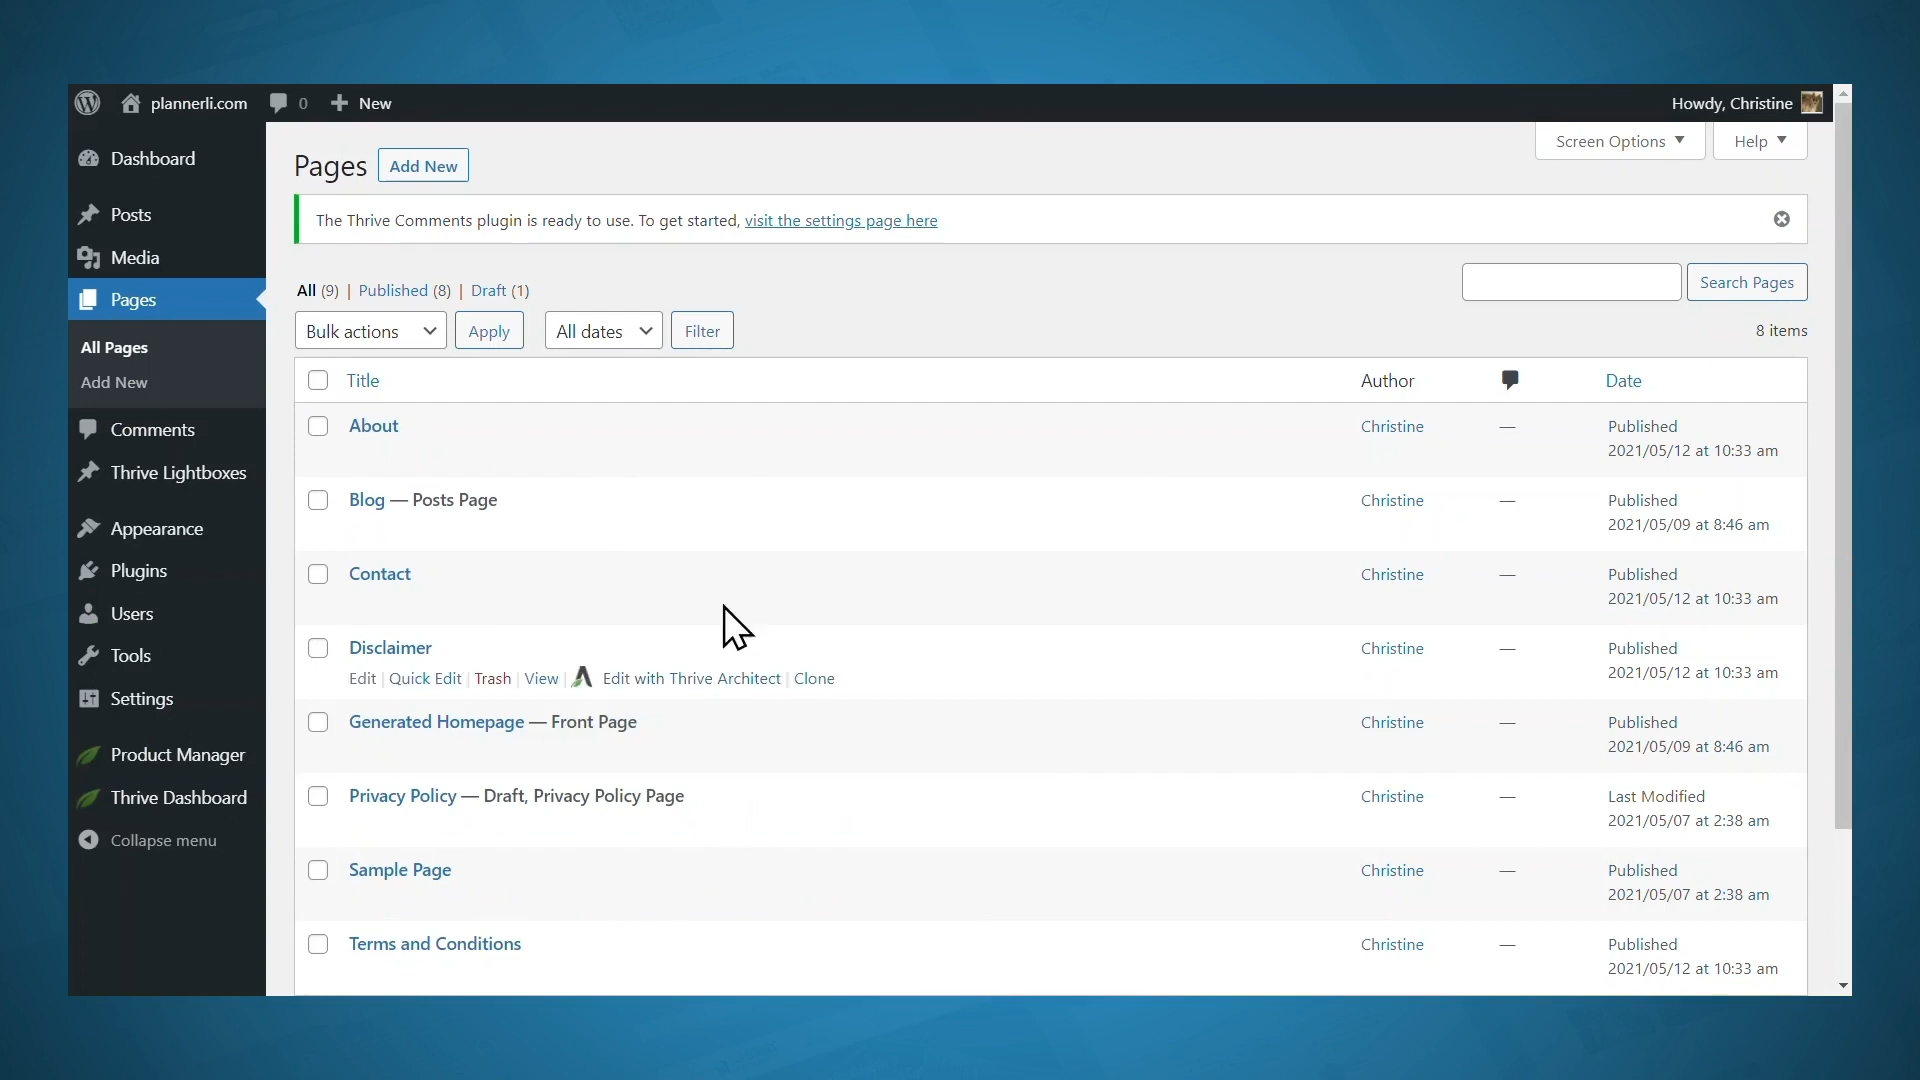 plannerli.com 0 New Howdy, Christine
Dashboard
Posts
Media
Pages
All Pages
Add New
Comments
Thrive Lightboxes
Appearance
Plugins
Users
Tools
Settings
Product Manager
Thrive Dashboard
Collapse menu
Screen Options Help
Pages Add New
The Thrive Comments plugin is ready to use. To get started, visit the settings page here
All (9) | Published (8) | Draft (1)
Search Pages
Bulk actions Apply All dates Filter 8 items
Title Author Date
About Christine — Published
2021/05/12 at 10:33 am
Blog — Posts Page Christine — Published
2021/05/09 at 8:46 am
Contact Christine — Published
2021/05/12 at 10:33 am
Disclaimer Christine — Published
2021/05/12 at 10:33 am
Edit | Quick Edit | Trash | View | Edit with Thrive Architect | Clone
Generated Homepage — Front Page Christine — Published
2021/05/09 at 8:46 am
Privacy Policy — Draft, Privacy Policy Page Christine — Last Modified
2021/05/07 at 2:38 am
Sample Page Christine — Published
2021/05/07 at 2:38 am
Terms and Conditions Christine — Published
2021/05/12 at 10:33 am